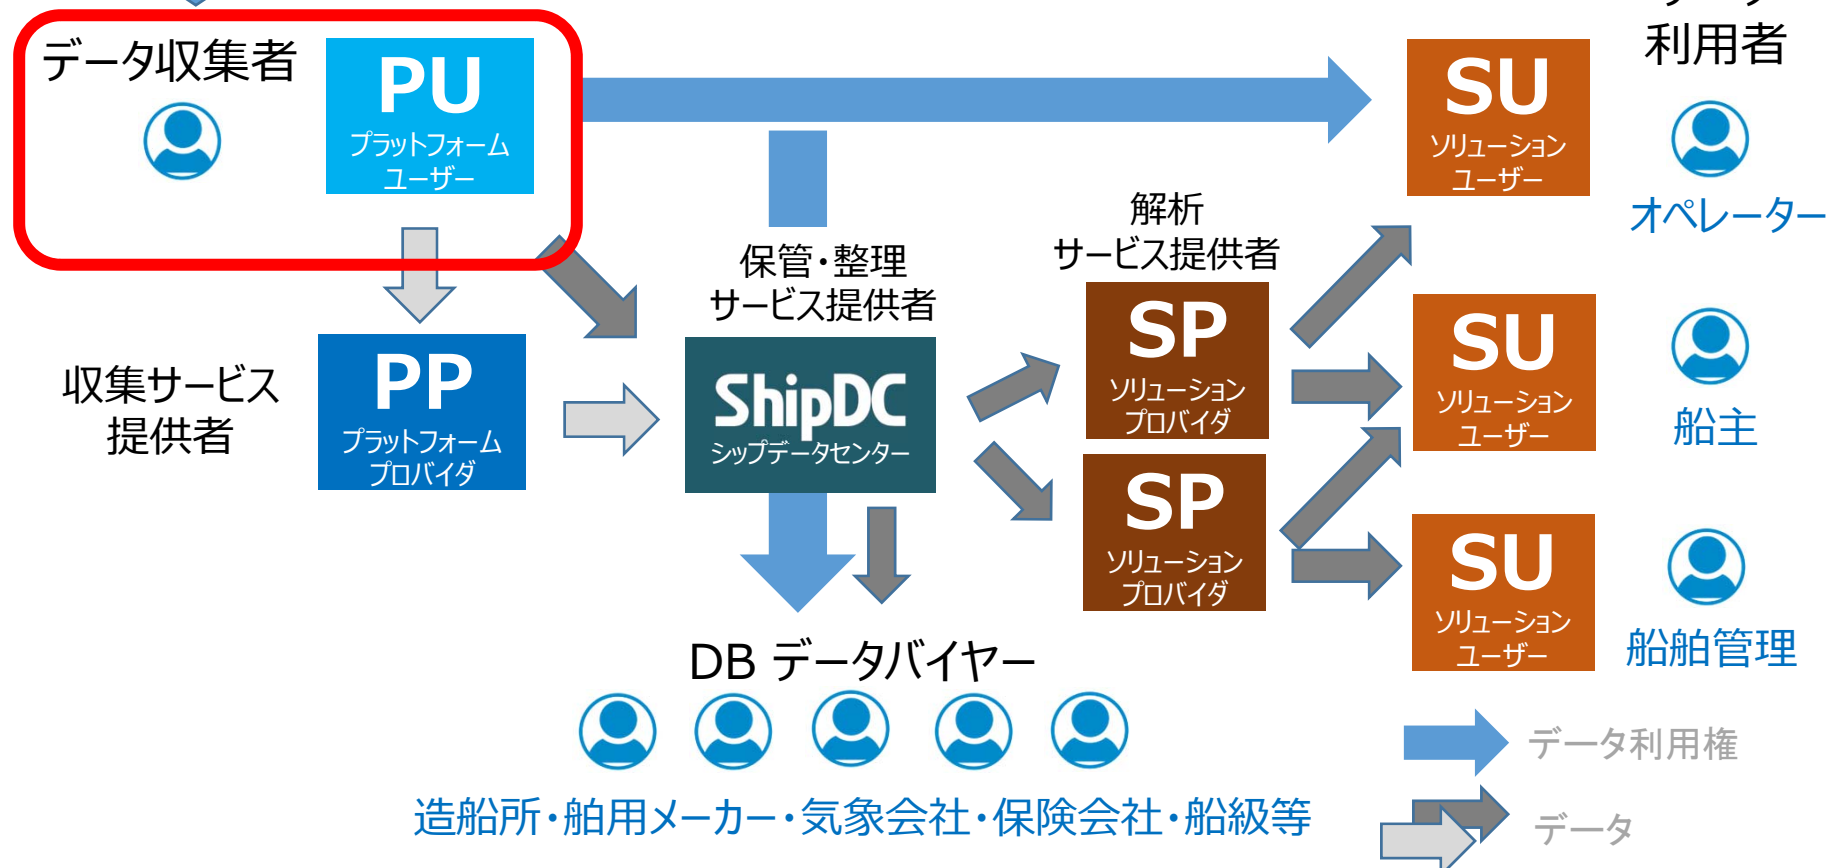 データ収集者
PU
プラットフォーム
ユーザー
利用者
SU
ソリューション
ユーザー
オペレーター
保管・整理
サービス提供者
解析
サービス提供者
収集サービス
提供者
PP
プラットフォーム
プロバイダ
ShipDC
シップデータセンター
SP
ソリューション
プロバイダ
SP
ソリューション
プロバイダ
SU
ソリューション
ユーザー
船主
SU
ソリューション
ユーザー
船舶管理
DB データバイヤー
造船所・舶用メーカー・気象会社・保険会社・船級等
データ利用権
データ